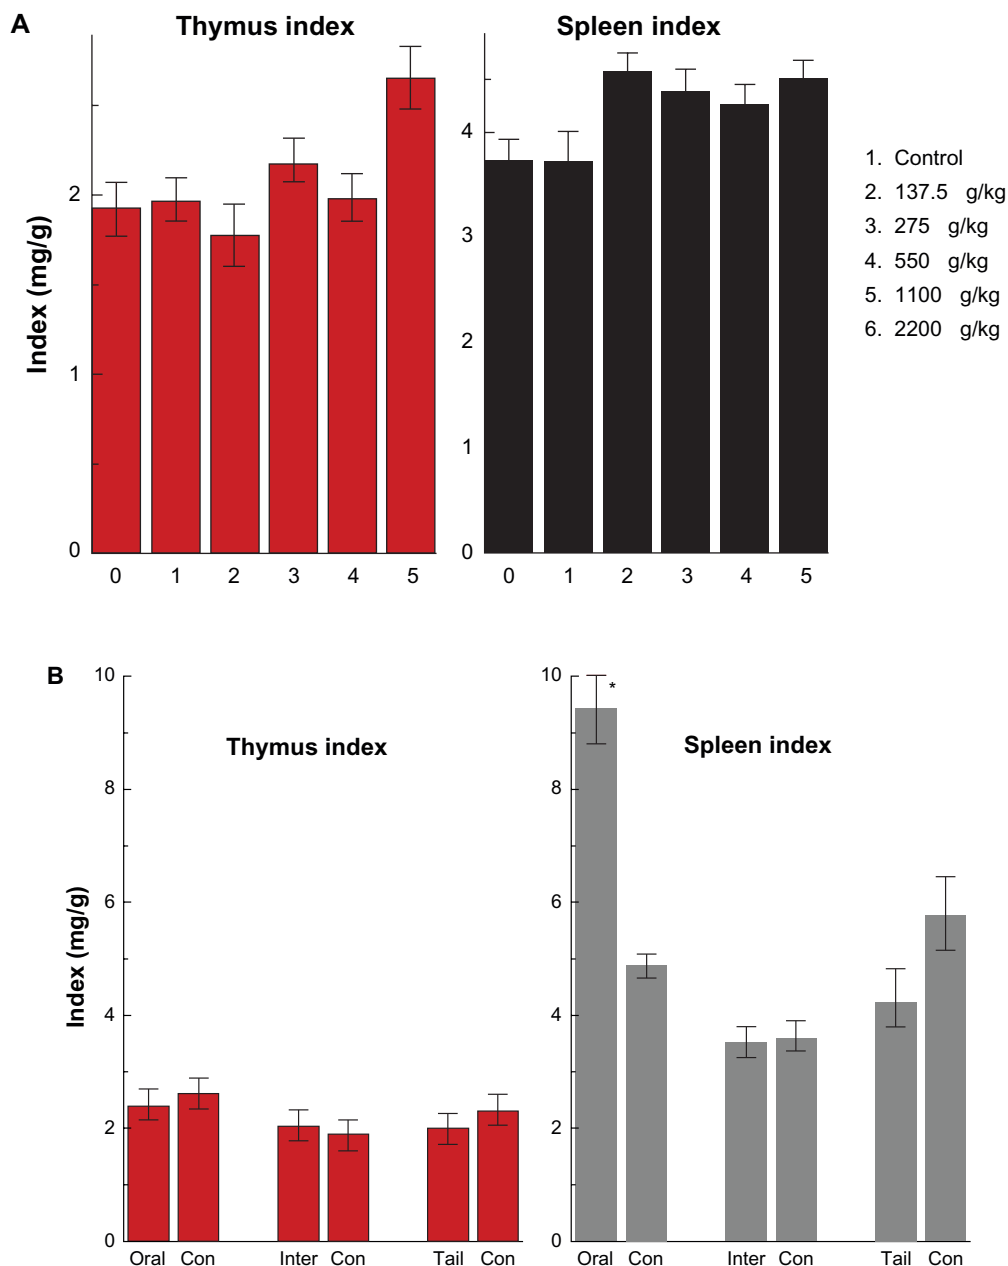 A
Thymus index
Spleen index
Index (mg/g)
2
1
0
0 1 2 3 4 5
4
3
2
1
0
0 1 2 3 4 5
1. Control
2. 137.5 g/kg
3. 275 g/kg
4. 550 g/kg
5. 1100 g/kg
6. 2200 g/kg
B
Thymus index
Index (mg/g)
10
8
6
4
2
0
Oral Con Inter Con Tail Con
Spleen index
10
8
6
4
2
0
*
Oral Con Inter Con Tail Con